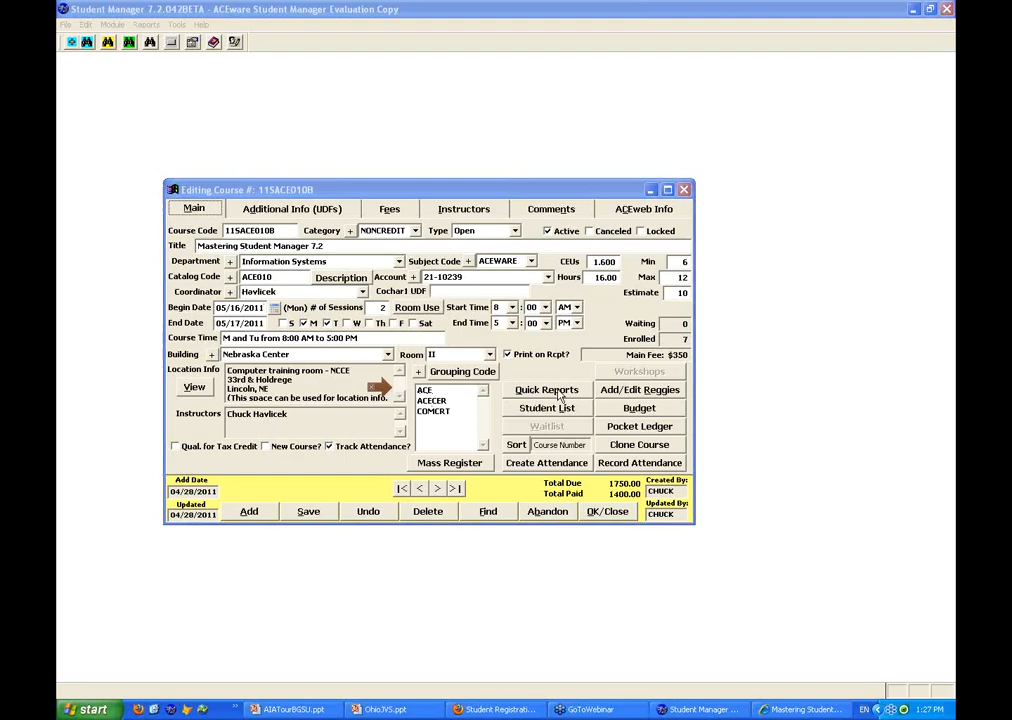 Student Manager 7.2.042BETA - ACEware Student Manager Evaluation Copy
File Edit Module Reports Tools Help
Editing Course #: 11SACE010B
Main Additional Info (UDFs) Fees Instructors Comments ACEweb Info
Course Code 11SACE010B Category + NONCREDIT Type Open Active Canceled Locked
Title Mastering Student Manager 7.2
Department + Information Systems Subject Code + ACEWARE CEUs 1.600 Min 6
Catalog Code + ACE010 Description Account + 21-10239 Hours 16.00 Max 12
Coordinator + Havlicek Cochar1 UDF Estimate 10
Begin Date 05/16/2011 (Mon) # of Sessions 2 Room Use Start Time 8 : 00 AM
End Date 05/17/2011 S M T W Th F Sat End Time 5 : 00 PM Waiting 0
Course Time M and Tu from 8:00 AM to 5:00 PM Enrolled 7
Building + Nebraska Center Room II Print on Rcpt? Main Fee: $350
Location Info Computer training room - NCCE + Grouping Code Workshops
View 33rd & Holdrege ACE Quick Reports Add/Edit Reggies
Lincoln, NE ACECER
(This space can be used for location info. COMCRT Student List Budget
Instructors Chuck Havlicek Waitlist Pocket Ledger
Qual. for Tax Credit New Course? Track Attendance? Sort Course Number Clone Course
Mass Register Create Attendance Record Attendance
Add Date 04/28/2011 |< < > >| Total Due 1750.00 Created By: CHUCK
Updated 04/28/2011 Total Paid 1400.00 Updated By: CHUCK
Add Save Undo Delete Find Abandon OK/Close
start AIATourBGSU.ppt OhioJVS.ppt Student Registrati... GoToWebinar Student Manager ... Mastering Student... EN 1:27 PM